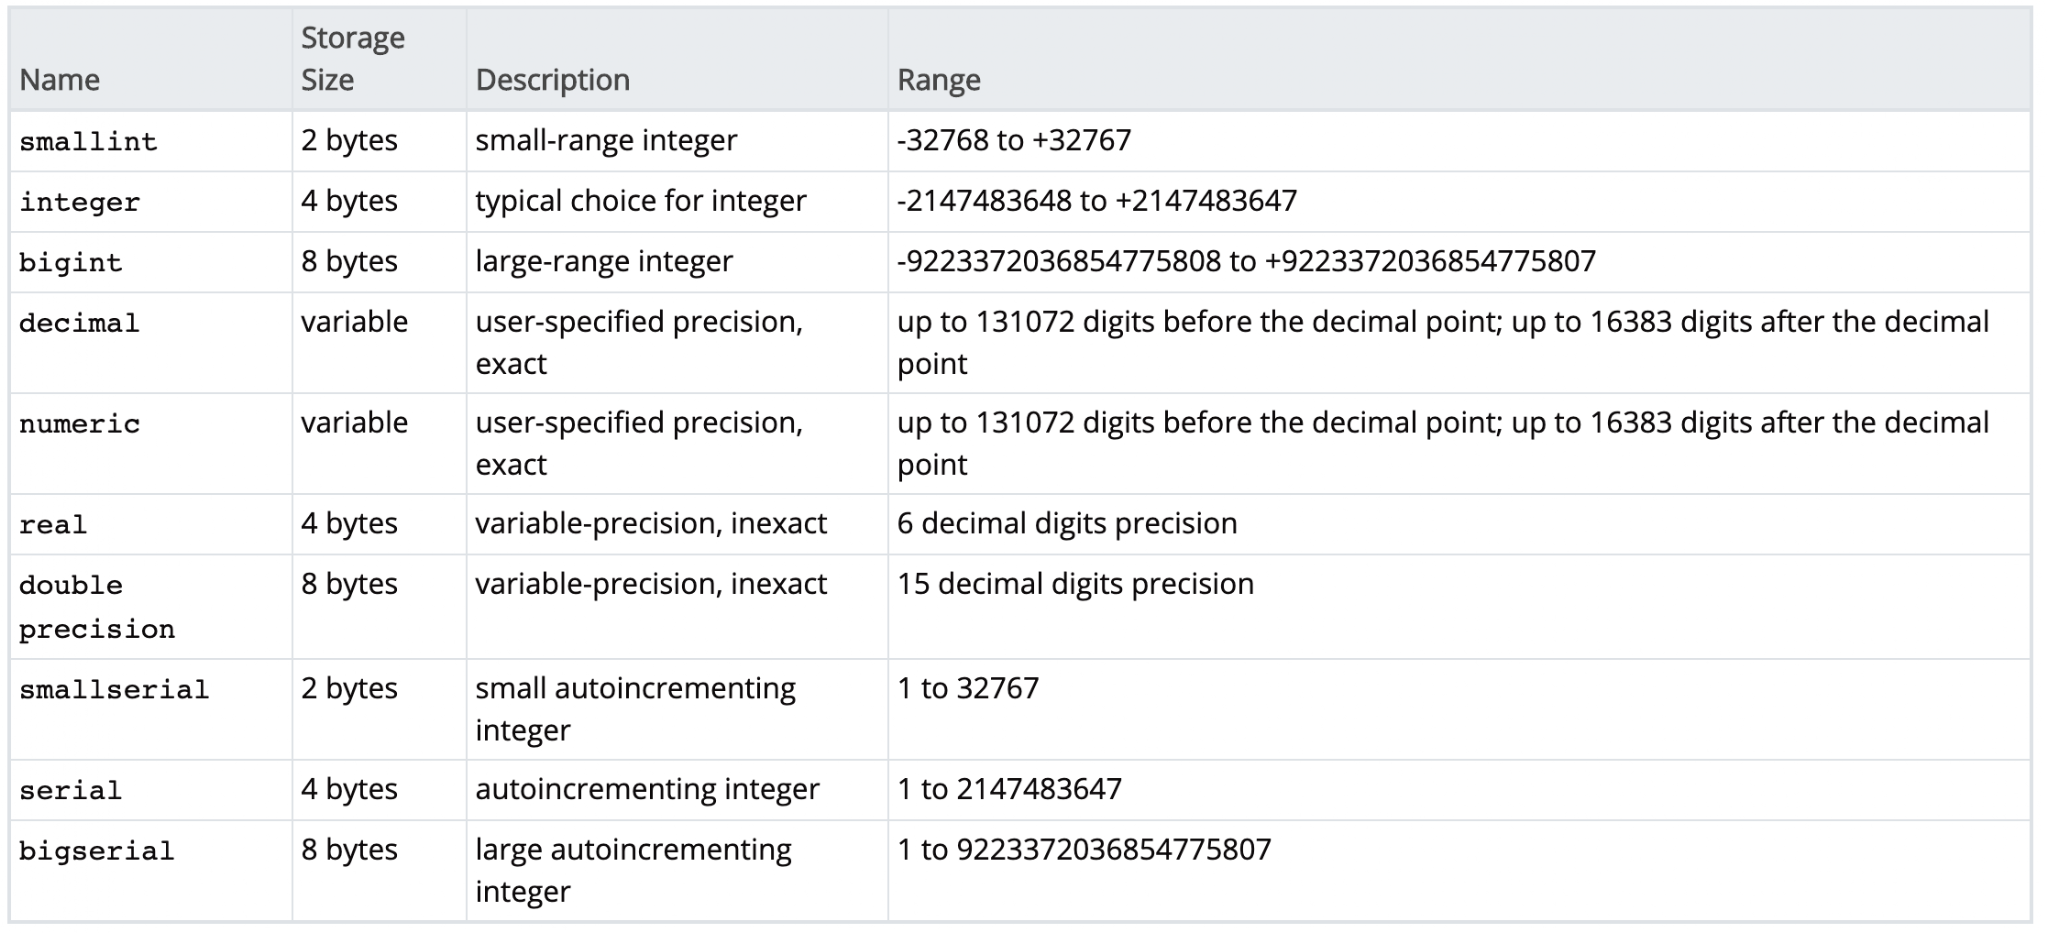 Name Storage Size Description Range
smallint 2 bytes small-range integer -32768 to +32767
integer 4 bytes typical choice for integer -2147483648 to +2147483647
bigint 8 bytes large-range integer -9223372036854775808 to +9223372036854775807
decimal variable user-specified precision, exact up to 131072 digits before the decimal point; up to 16383 digits after the decimal point
numeric variable user-specified precision, exact up to 131072 digits before the decimal point; up to 16383 digits after the decimal point
real 4 bytes variable-precision, inexact 6 decimal digits precision
double precision 8 bytes variable-precision, inexact 15 decimal digits precision
smallserial 2 bytes small autoincrementing integer 1 to 32767
serial 4 bytes autoincrementing integer 1 to 2147483647
bigserial 8 bytes large autoincrementing integer 1 to 9223372036854775807